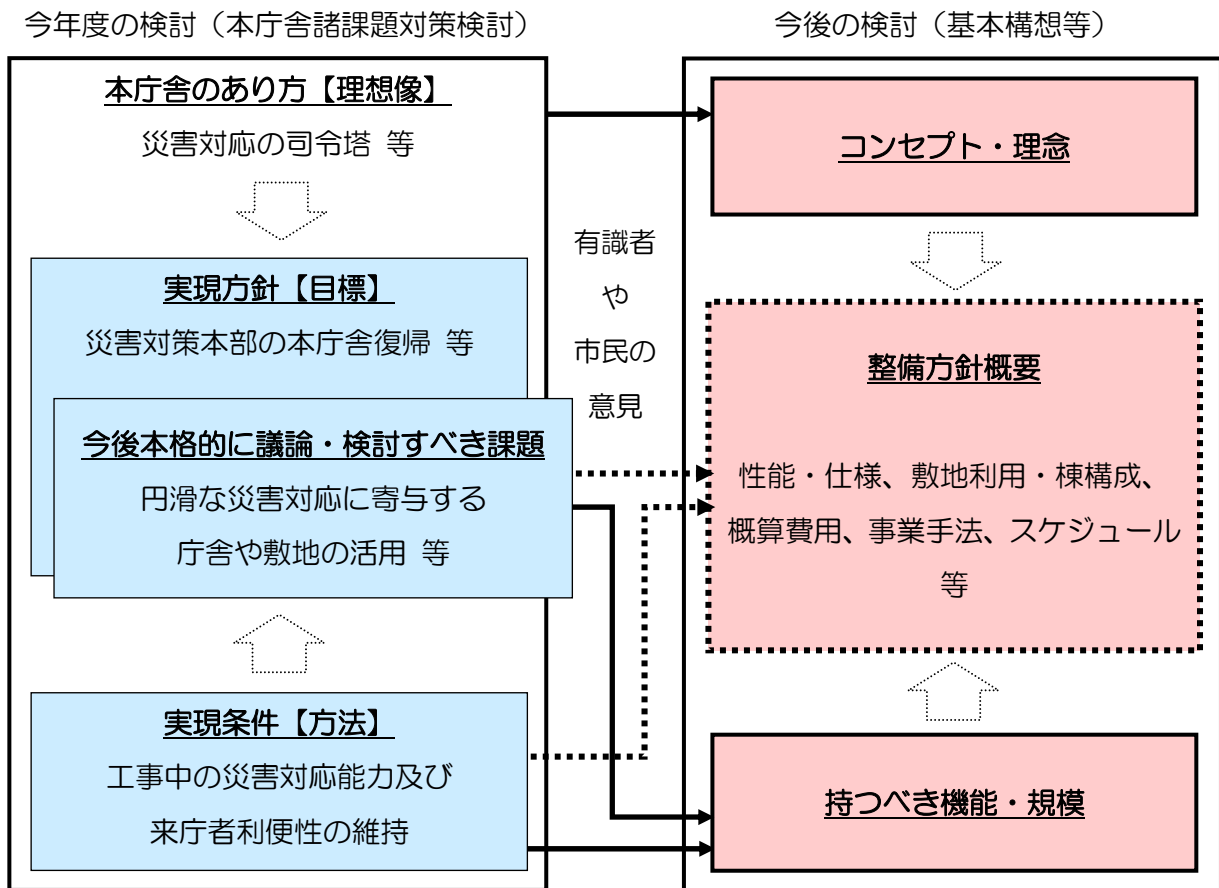 今年度の検討（本庁舎諸課題対策検討）
本庁舎のあり方【理想像】
災害対応の司令塔 等
実現方針【目標】
災害対策本部の本庁舎復帰 等
今後本格的に議論・検討すべき課題
円滑な災害対応に寄与する
庁舎や敷地の活用 等
実現条件【方法】
工事中の災害対応能力及び
来庁者利便性の維持
有識者
や
市民の
意見
今後の検討（基本構想等）
コンセプト・理念
整備方針概要
性能・仕様、敷地利用・棟構成、
概算費用、事業手法、スケジュール
等
持つべき機能・規模